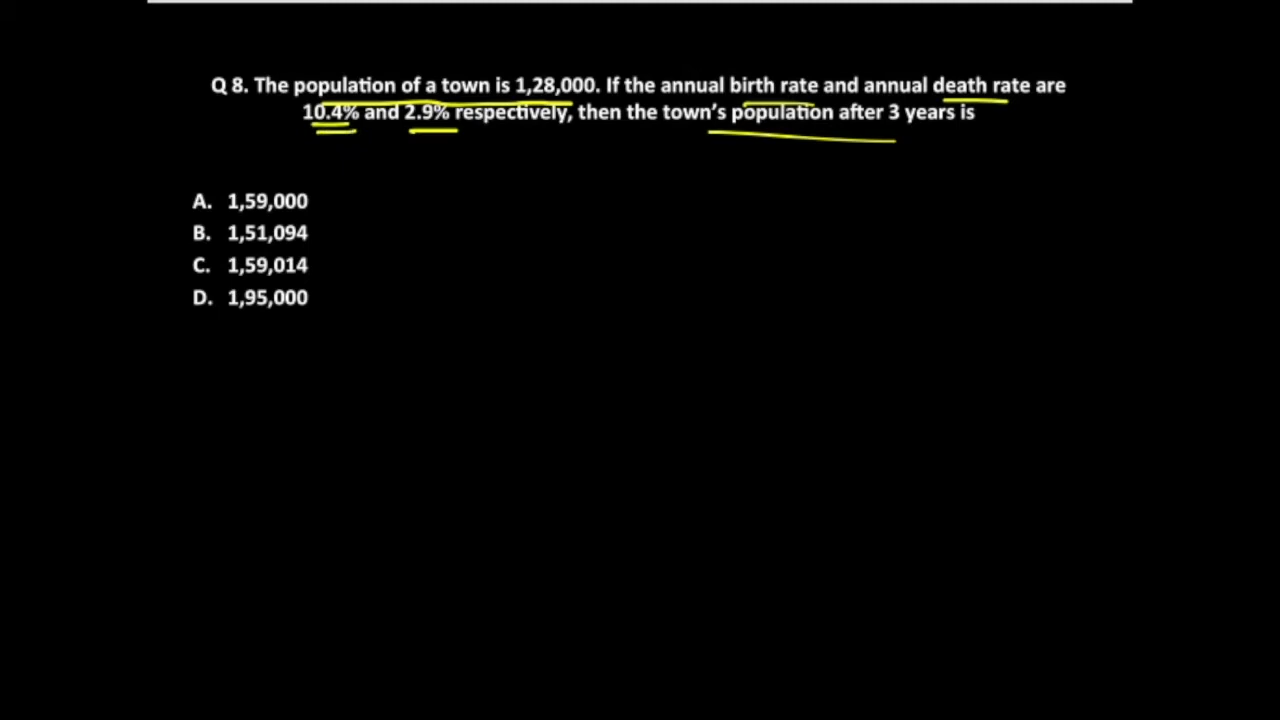 Q 8. The population of a town is 1,28,000. If the annual birth rate and annual death rate are
10.4% and 2.9% respectively, then the town's population after 3 years is
A. 1,59,000
B. 1,51,094
C. 1,59,014
D. 1,95,000